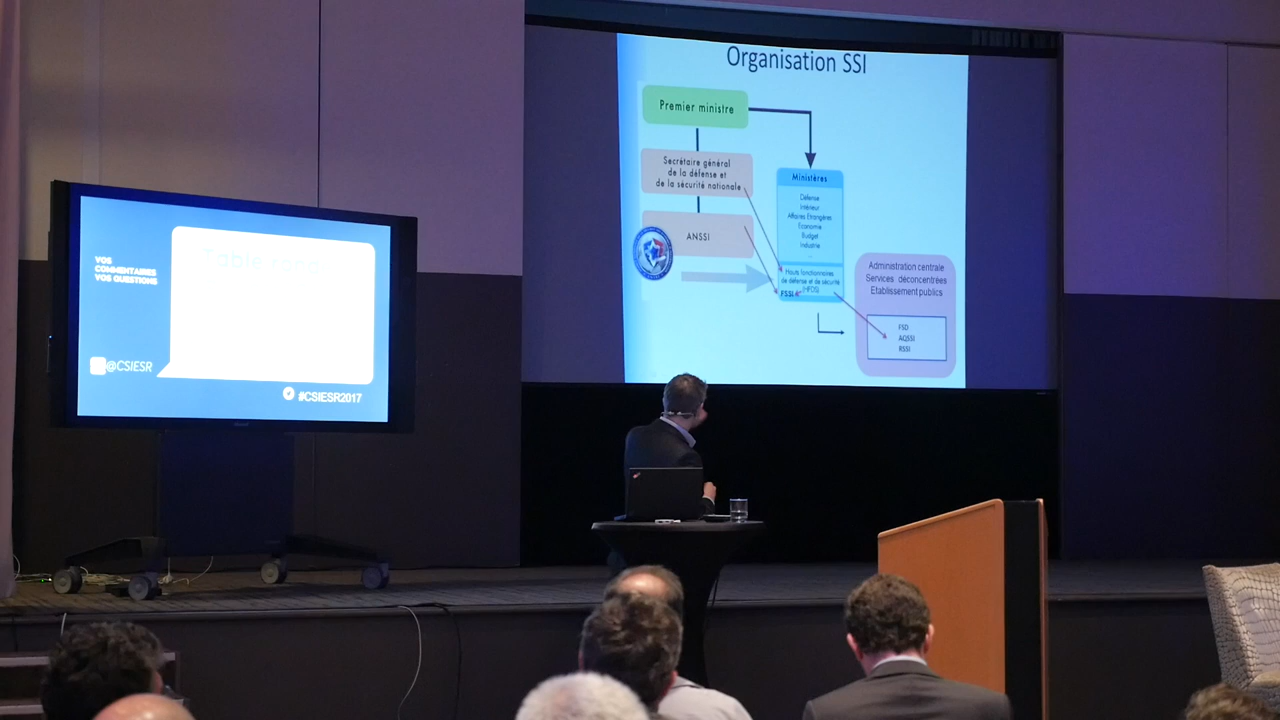 Organisation SSI
Premier ministre
Secrétaire général
de la défense et
de la sécurité nationale
ANSSI
Ministères
Défense
Intérieur
Affaires Etrangères
Economie
Budget
Industrie
...
Hauts fonctionnaires
de défense et de sécurité
(HFDS)
FSSI
Administration centrale
Services déconcentrées
Etablissement publics
FSD
AQSSI
RSSI
VOS
COMMENTAIRES
VOS QUESTIONS
@CSIESR
#CSIESR2017